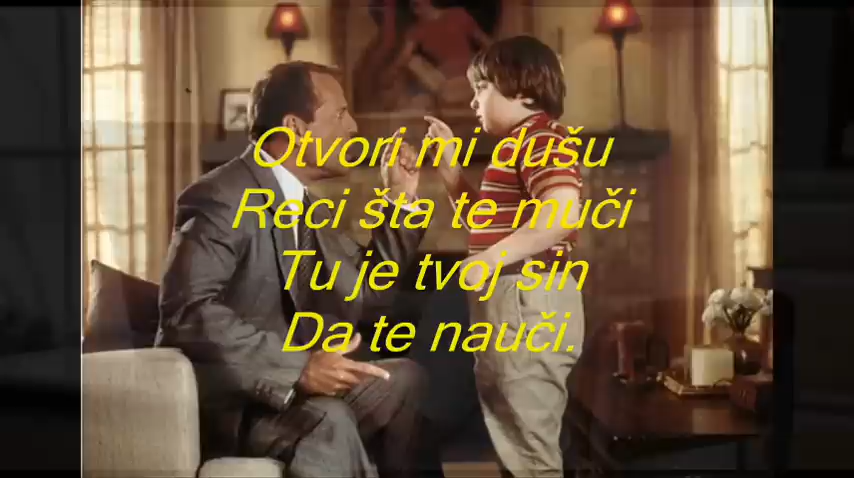 Otvori mi dušu
Reci šta te muči
Tu je tvoj sin
Da te nauči.